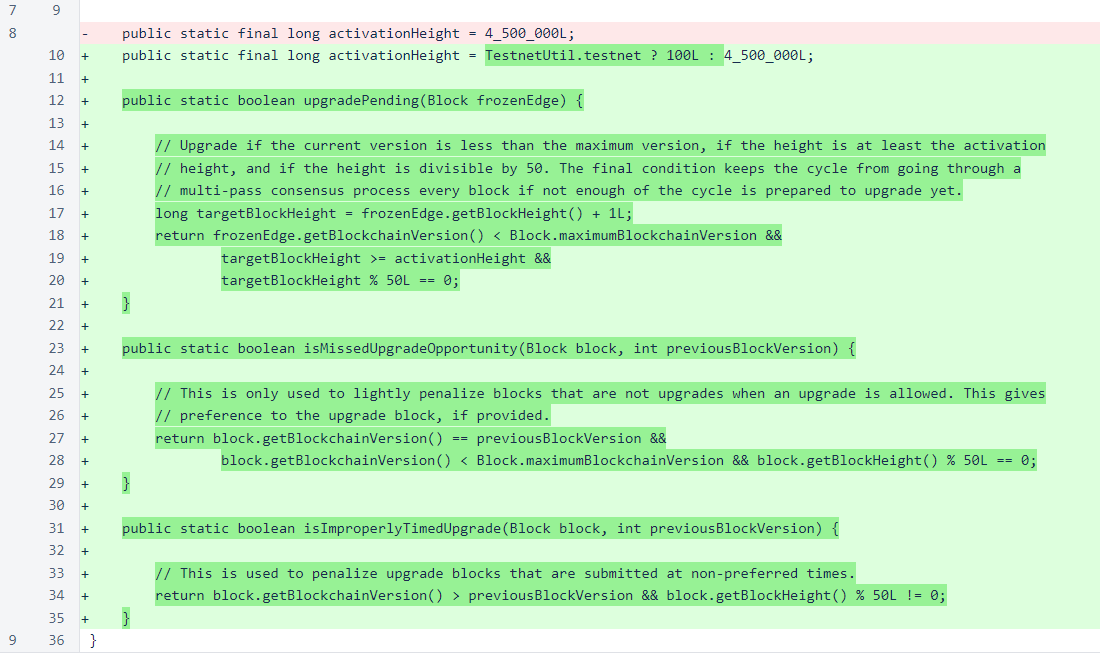 7 9
8 - public static final long activationHeight = 4_500_000L;
10 + public static final long activationHeight = TestnetUtil.testnet ? 100L : 4_500_000L;
11 +
12 + public static boolean upgradePending(Block frozenEdge) {
13 +
14 + // Upgrade if the current version is less than the maximum version, if the height is at least the activation
15 + // height, and if the height is divisible by 50. The final condition keeps the cycle from going through a
16 + // multi-pass consensus process every block if not enough of the cycle is prepared to upgrade yet.
17 + long targetBlockHeight = frozenEdge.getBlockHeight() + 1L;
18 + return frozenEdge.getBlockchainVersion() < Block.maximumBlockchainVersion &&
19 + targetBlockHeight >= activationHeight &&
20 + targetBlockHeight % 50L == 0;
21 + }
22 +
23 + public static boolean isMissedUpgradeOpportunity(Block block, int previousBlockVersion) {
24 +
25 + // This is only used to lightly penalize blocks that are not upgrades when an upgrade is allowed. This gives
26 + // preference to the upgrade block, if provided.
27 + return block.getBlockchainVersion() == previousBlockVersion &&
28 + block.getBlockchainVersion() < Block.maximumBlockchainVersion && block.getBlockHeight() % 50L == 0;
29 + }
30 +
31 + public static boolean isImproperlyTimedUpgrade(Block block, int previousBlockVersion) {
32 +
33 + // This is used to penalize upgrade blocks that are submitted at non-preferred times.
34 + return block.getBlockchainVersion() > previousBlockVersion && block.getBlockHeight() % 50L != 0;
35 + }
9 36 }